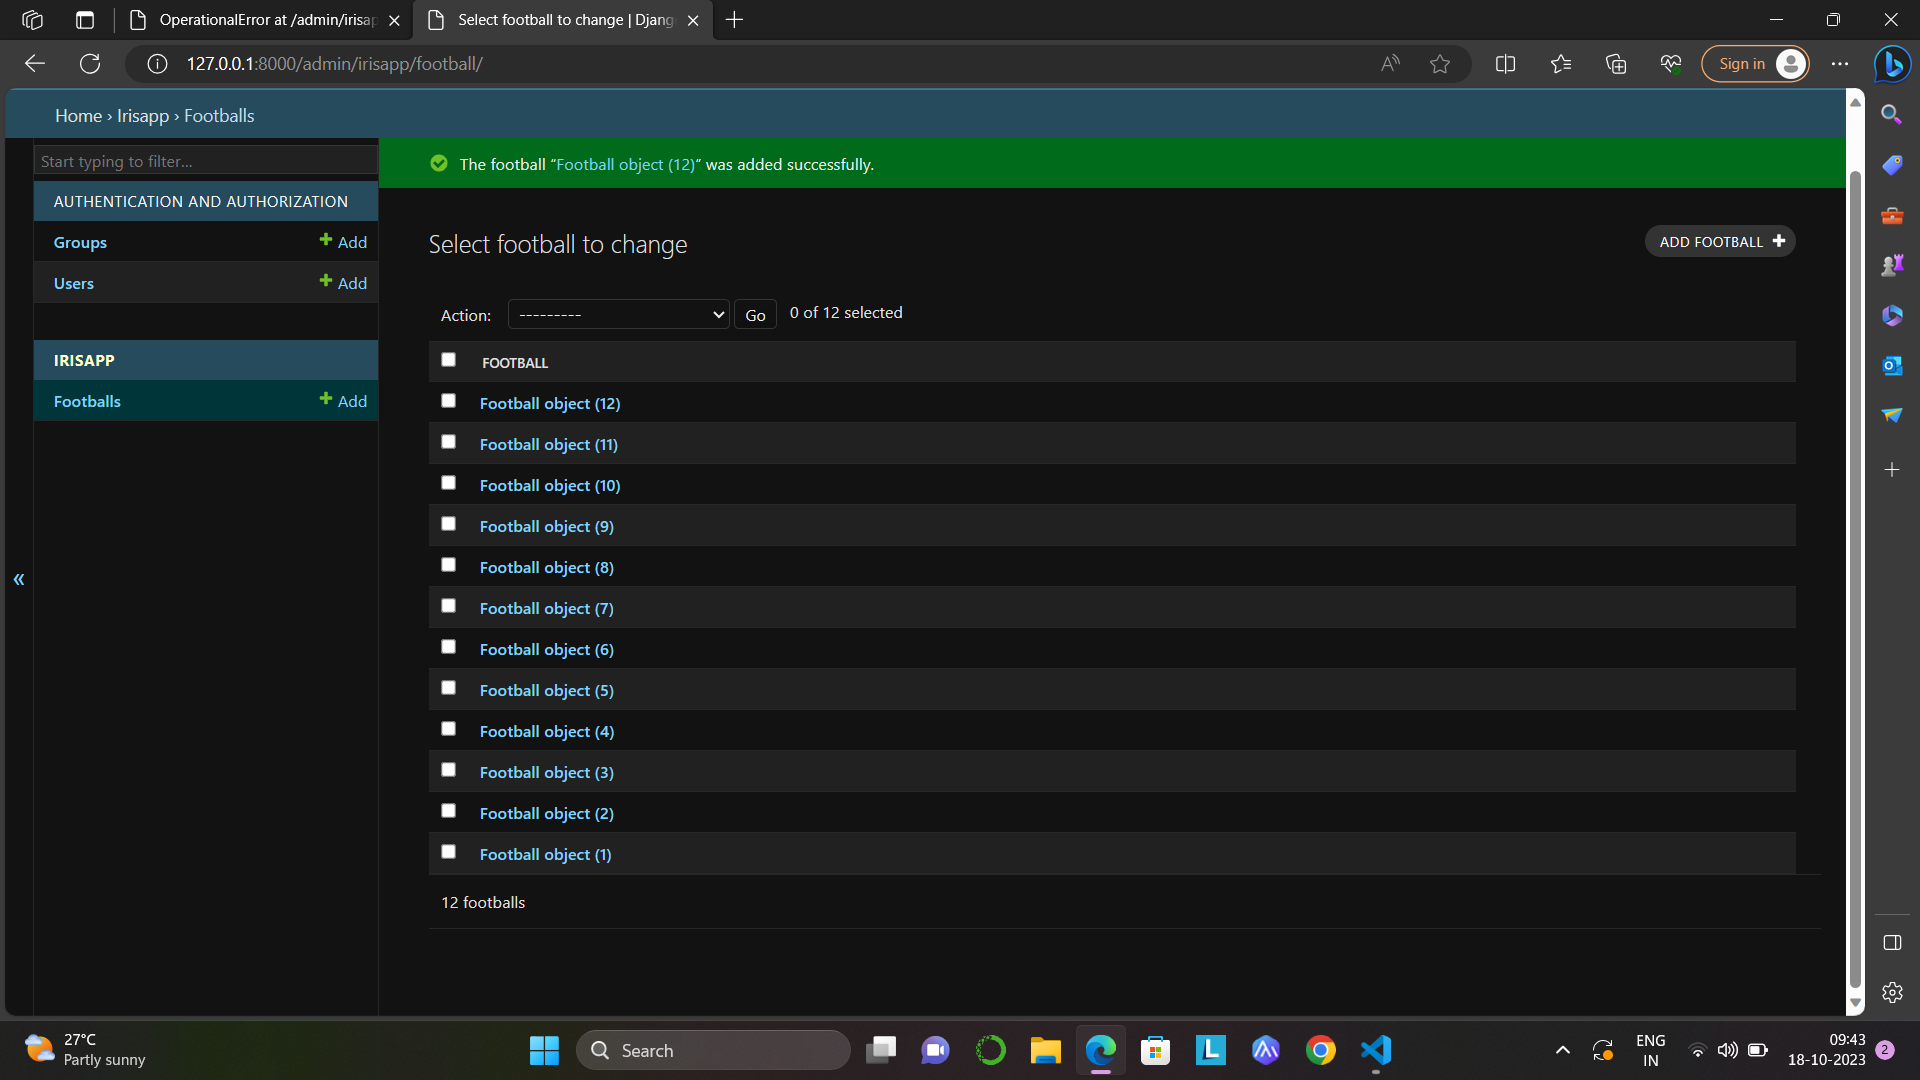 OperationalError at /admin/irisap
Select football to change | Djang
127.0.0.1:8000/admin/irisapp/football/
Sign in
Home › Irisapp › Footballs
Start typing to filter...
AUTHENTICATION AND AUTHORIZATION
Groups
Add
Users
Add
IRISAPP
Footballs
Add
The football “Football object (12)” was added successfully.
Select football to change
ADD FOOTBALL
Action:
---------
Go
0 of 12 selected
FOOTBALL
Football object (12)
Football object (11)
Football object (10)
Football object (9)
Football object (8)
Football object (7)
Football object (6)
Football object (5)
Football object (4)
Football object (3)
Football object (2)
Football object (1)
12 footballs
27°C
Partly sunny
Search
ENG
IN
09:43
18-10-2023
2